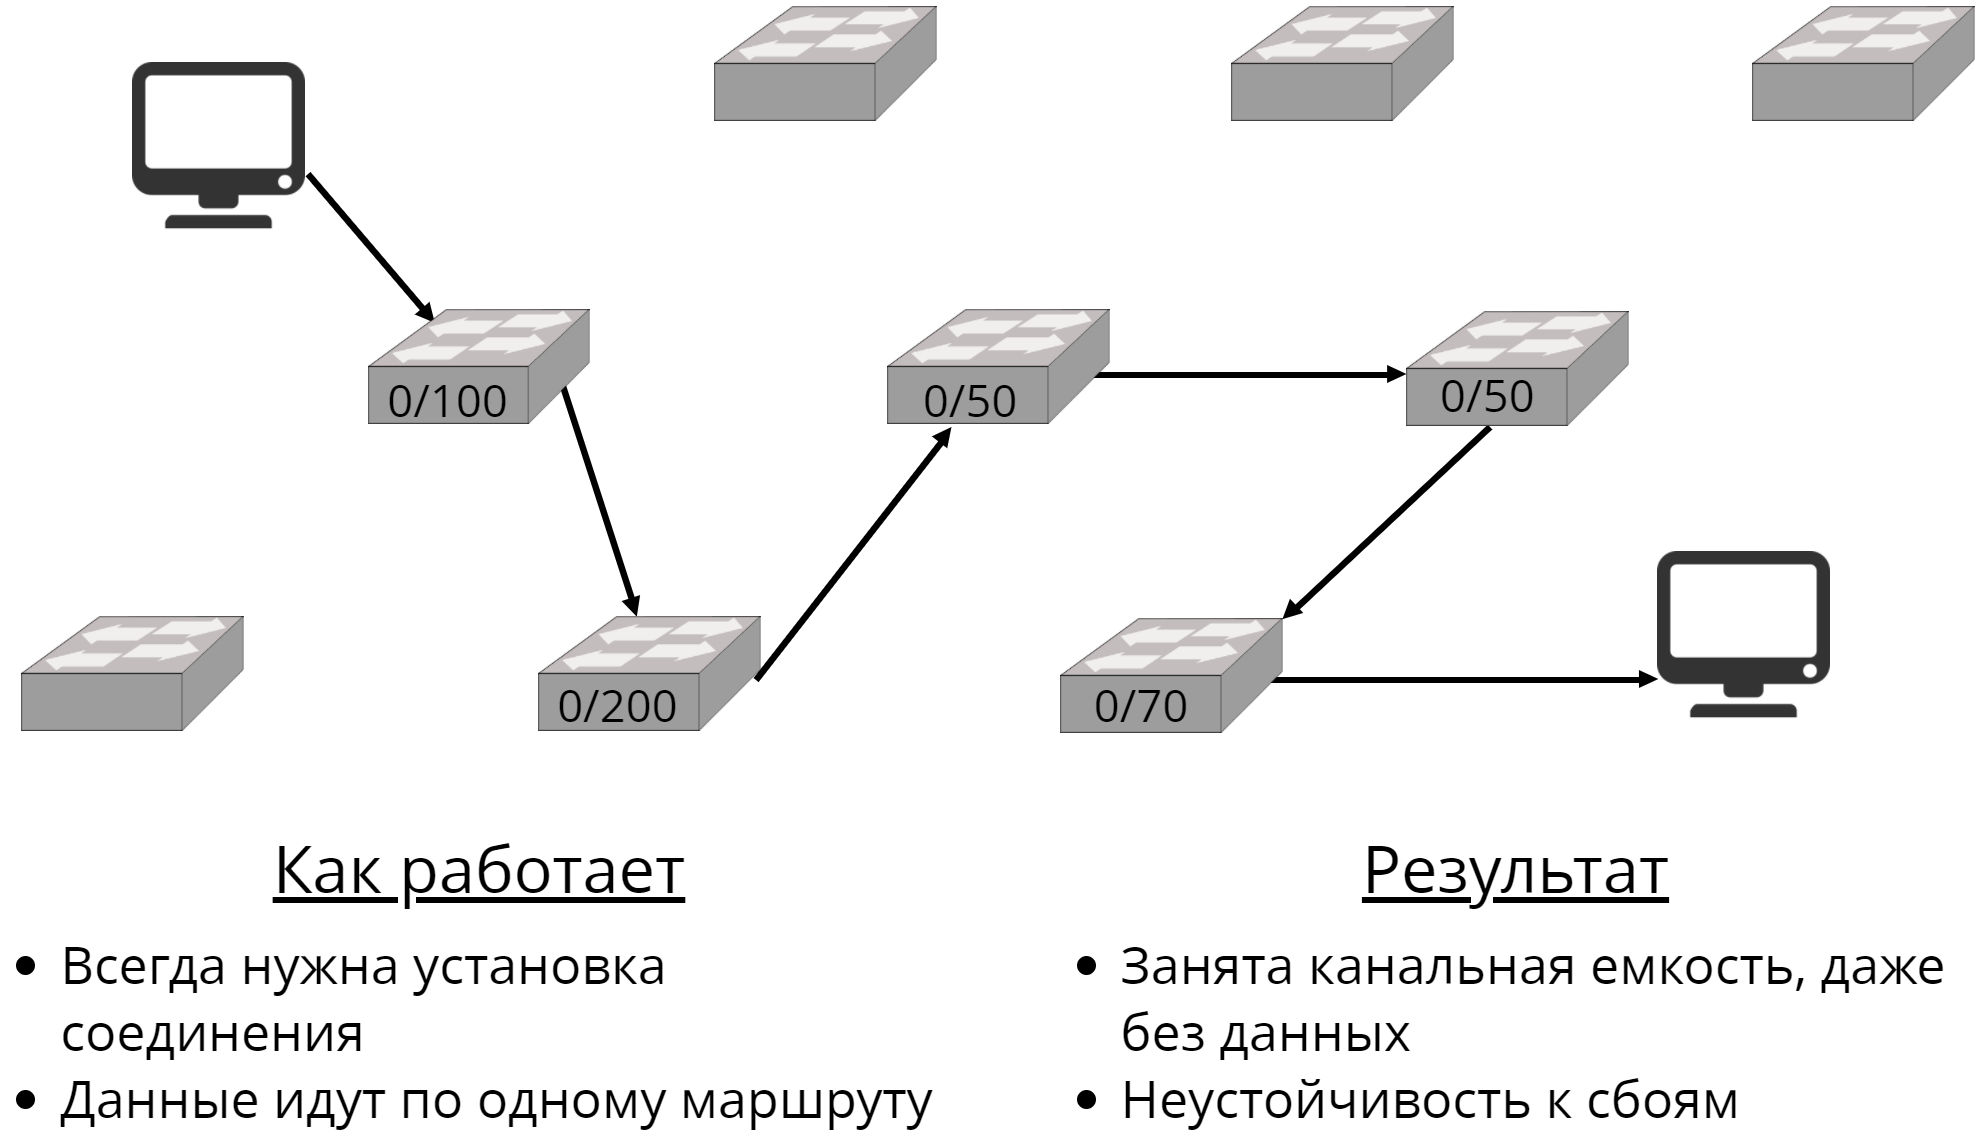 0/100
0/50
0/50
0/200
0/70
Как работает
• Всегда нужна установка
соединения
• Данные идут по одному маршруту
Результат
• Занята канальная емкость, даже
без данных
• Неустойчивость к сбоям